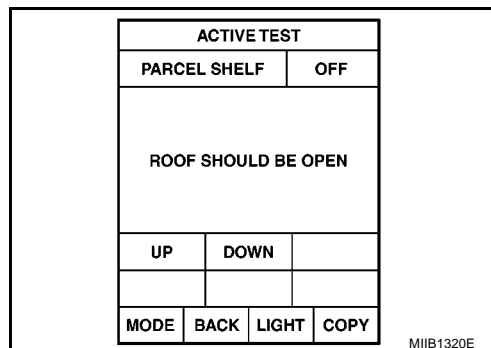 ACTIVE TEST
PARCEL SHELF OFF
ROOF SHOULD BE OPEN
UP DOWN
MODE BACK LIGHT COPY
MIIB1320E